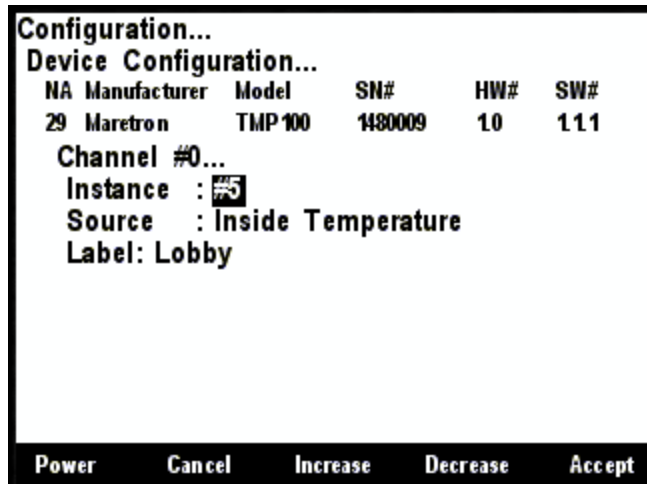 Configuration...
Device Configuration...
NA Manufacturer Model SN# HW# SW#
29 Maretron TMP100 1480009 1.0 1.1.1
Channel #0...
Instance : #5
Source : Inside Temperature
Label: Lobby
Power Cancel Increase Decrease Accept